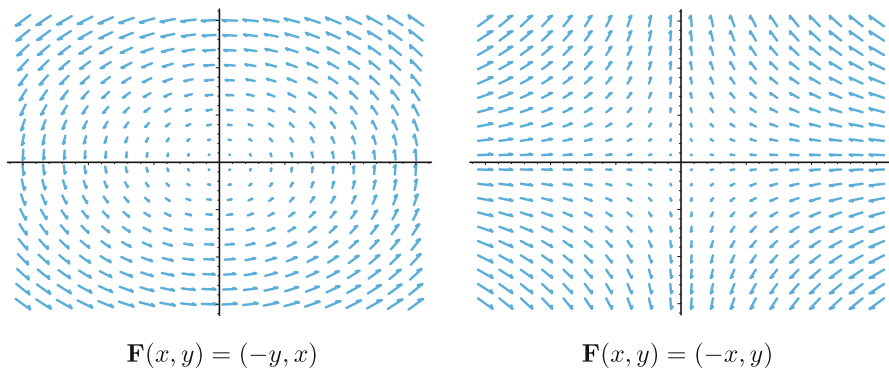 F(x, y) = (−y, x)
F(x, y) = (−x, y)